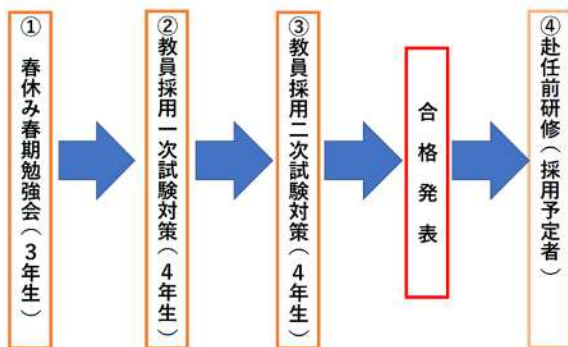 ① 春休み春期勉強会（３年生）
② 教員採用一次試験対策（４年生）
③ 教員採用二次試験対策（４年生）
合格発表
④ 赴任前研修（採用予定者）